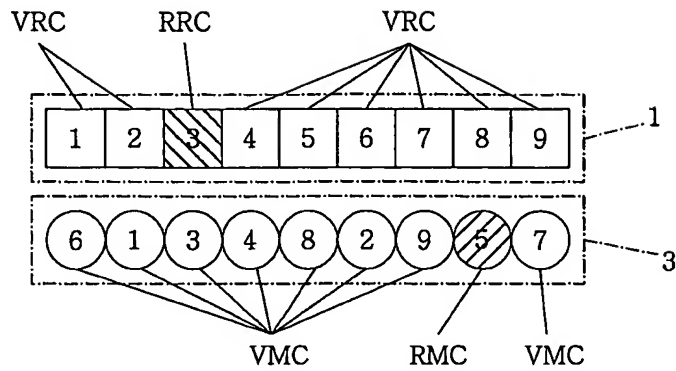 VRC RRC VRC
1 2 3 4 5 6 7 8 9 1
6 1 3 4 8 2 9 5 7 3
VMC RMC VMC